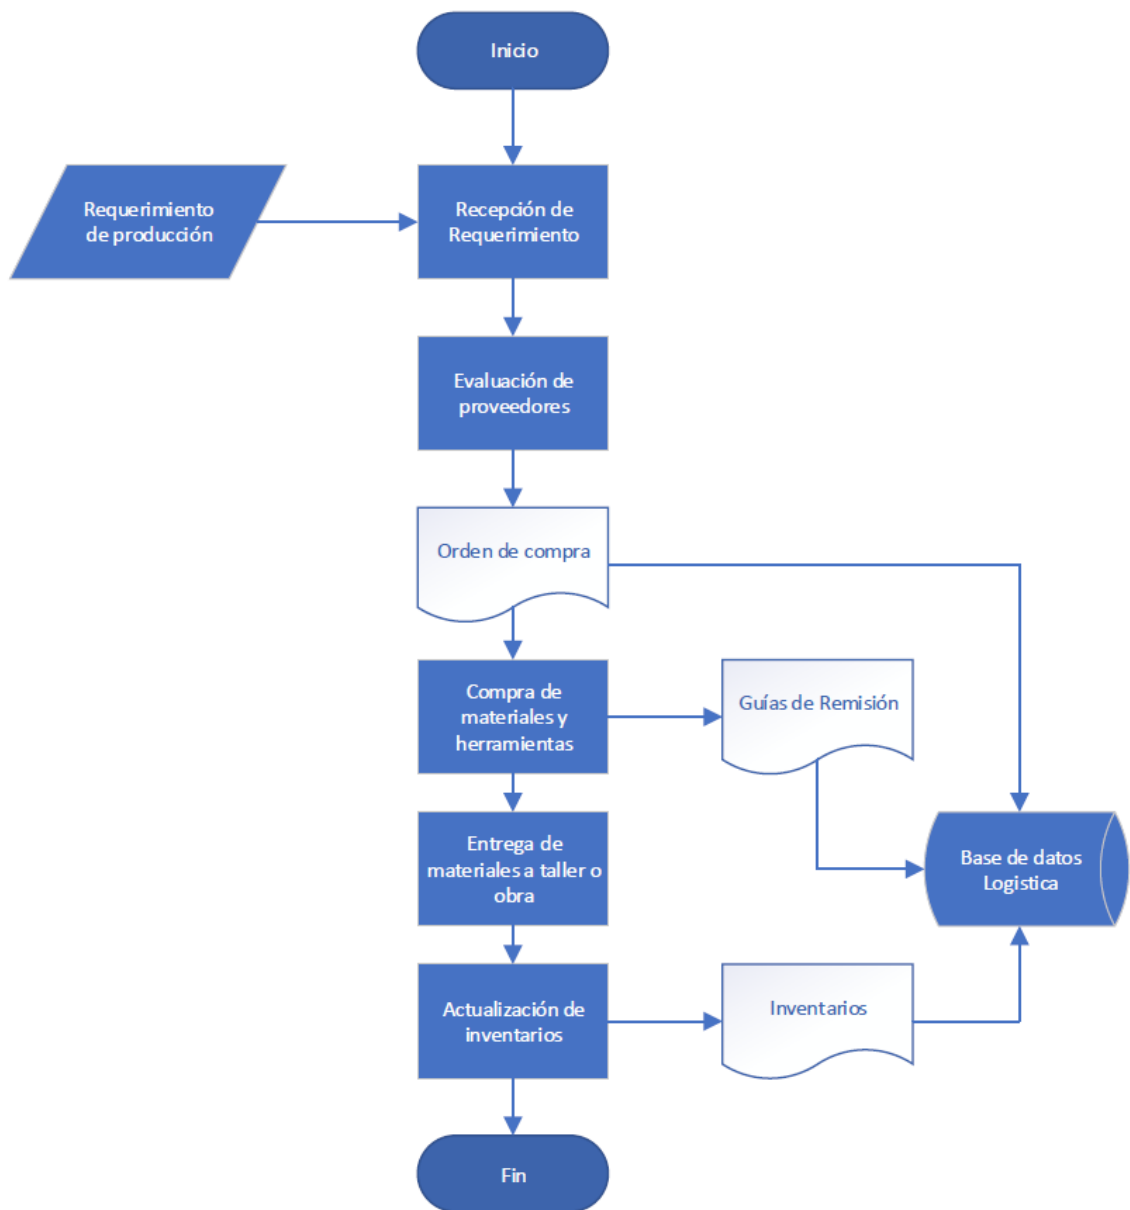 Inicio
Requerimiento
de producción
Recepción de
Requerimiento
Evaluación de
proveedores
Orden de compra
Compra de
materiales y
herramientas
Guías de Remisión
Entrega de
materiales a taller o
obra
Base de datos
Logistica
Actualización de
inventarios
Inventarios
Fin